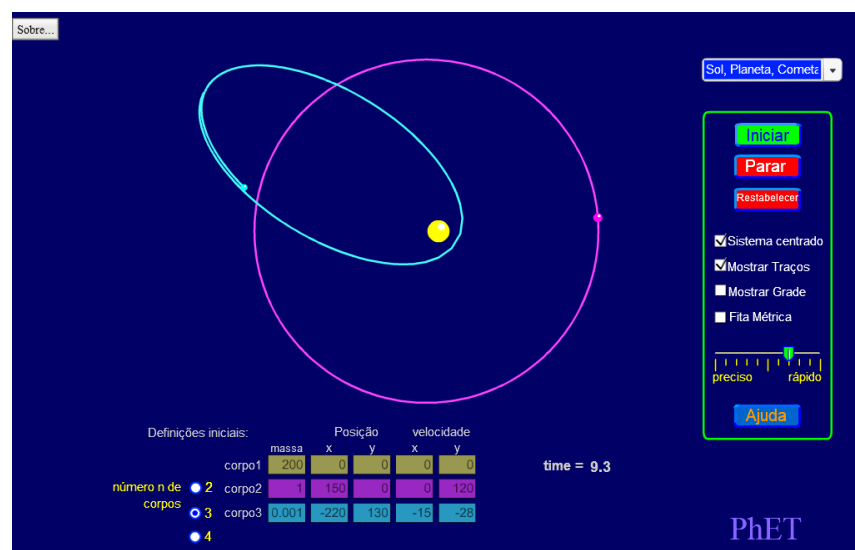 Sobre...
Sol, Planeta, Cometa
Iniciar
Parar
Restabelecer
Sistema centrado
Mostrar Traços
Mostrar Grade
Fita Métrica
preciso rápido
Ajuda
Definições iniciais: Posição velocidade
massa x y x y
corpo1 200 0 0 0 0
número n de corpos
2 corpo2 1 150 0 0 120
3 corpo3 0.001 -220 130 -15 -28
4
time = 9.3
PhET